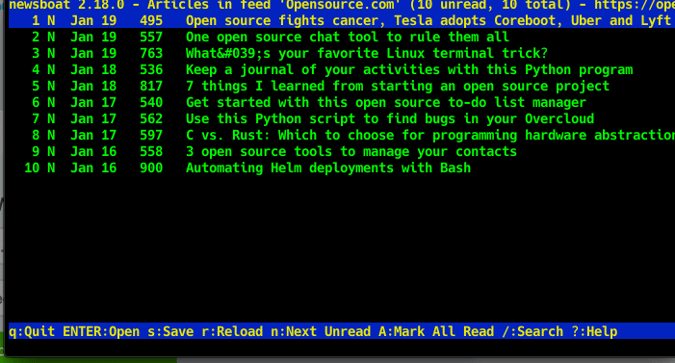 newsboat 2.18.0 - Articles in feed 'Opensource.com' (10 unread, 10 total) - https://ope
1 N Jan 19 495 Open source fights cancer, Tesla adopts Coreboot, Uber and Lyft
2 N Jan 19 557 One open source chat tool to rule them all
3 N Jan 19 763 What&#039;s your favorite Linux terminal trick?
4 N Jan 18 536 Keep a journal of your activities with this Python program
5 N Jan 18 817 7 things I learned from starting an open source project
6 N Jan 17 540 Get started with this open source to-do list manager
7 N Jan 17 562 Use this Python script to find bugs in your Overcloud
8 N Jan 17 597 C vs. Rust: Which to choose for programming hardware abstraction
9 N Jan 16 558 3 open source tools to manage your contacts
10 N Jan 16 900 Automating Helm deployments with Bash
q:Quit ENTER:Open s:Save r:Reload n:Next Unread A:Mark All Read /:Search ?:Help